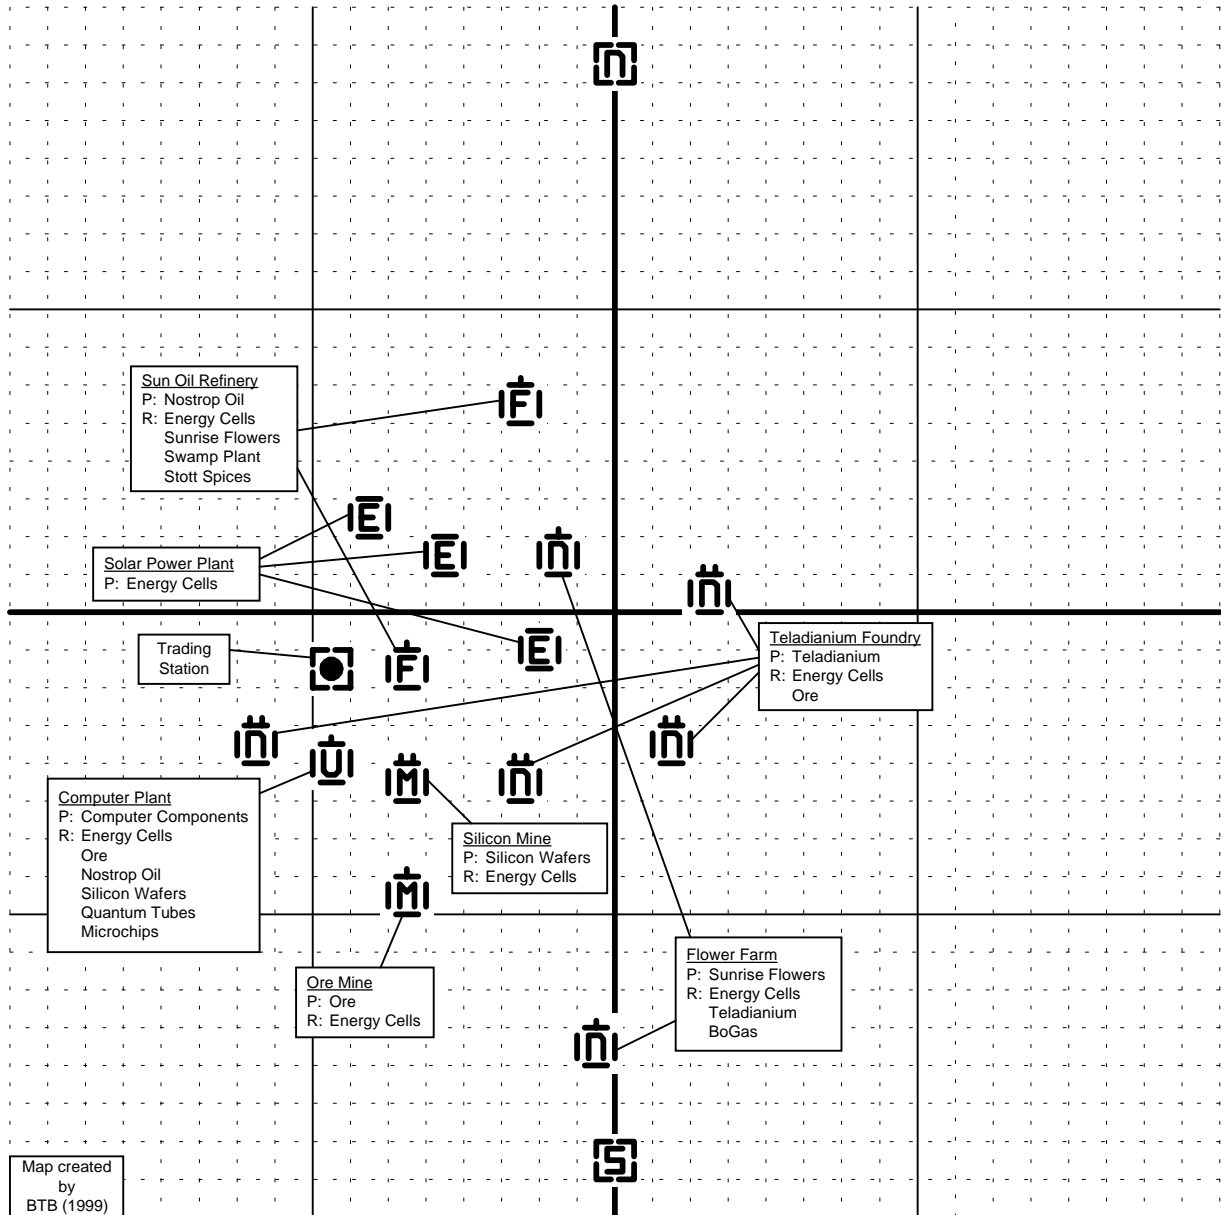 n
F
Sun Oil Refinery
P: Nostrop Oil
R: Energy Cells
Sunrise Flowers
Swamp Plant
Stott Spices
E
E
n
Solar Power Plant
P: Energy Cells
n
Trading
Station
F
E
Teladianium Foundry
P: Teladianium
R: Energy Cells
Ore
n
U
M
n
n
Computer Plant
P: Computer Components
R: Energy Cells
Ore
Nostrop Oil
Silicon Wafers
Quantum Tubes
Microchips
Silicon Mine
P: Silicon Wafers
R: Energy Cells
M
Ore Mine
P: Ore
R: Energy Cells
Flower Farm
P: Sunrise Flowers
R: Energy Cells
Teladianium
BoGas
n
S
Map created
by
BTB (1999)